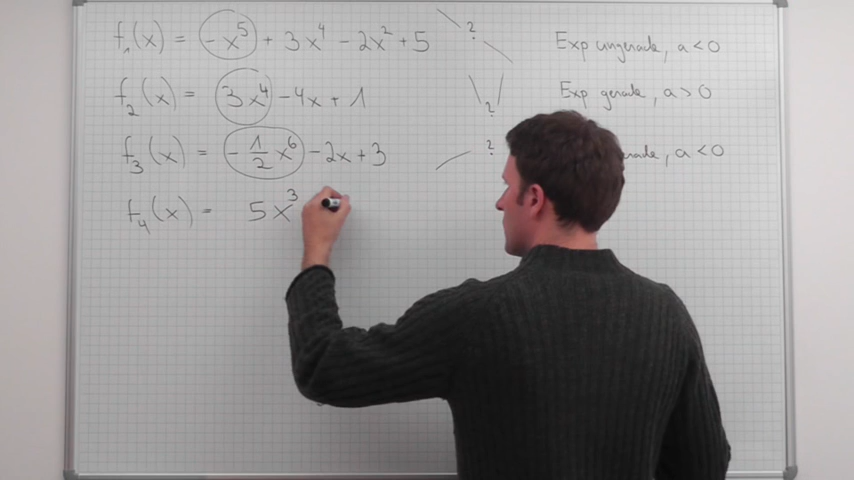 f₁(x) = -x⁵ + 3x⁴ - 2x² + 5 ? Exp ungerade, a < 0
f₂(x) = 3x⁴ - 4x + 1 ? Exp gerade, a > 0
f₃(x) = -1/2 x⁶ - 2x + 3 ? a < 0
f₄(x) = 5x³